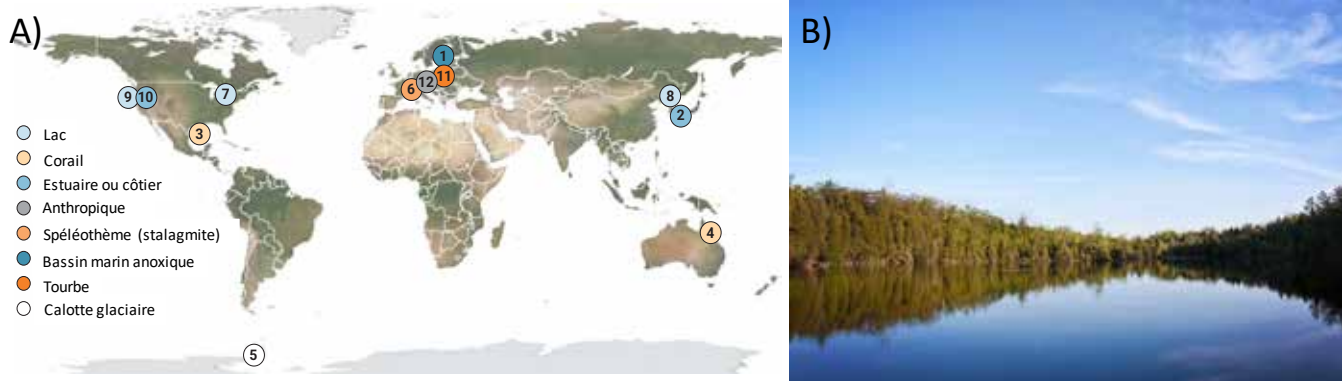 A)
B)
1
12
11
6
9
10
7
8
2
3
Lac
Corail
Estuaire ou côtier
Anthropique
Spéléothème (stalagmite)
Bassin marin anoxique
Tourbe
Calotte glaciaire
4
5